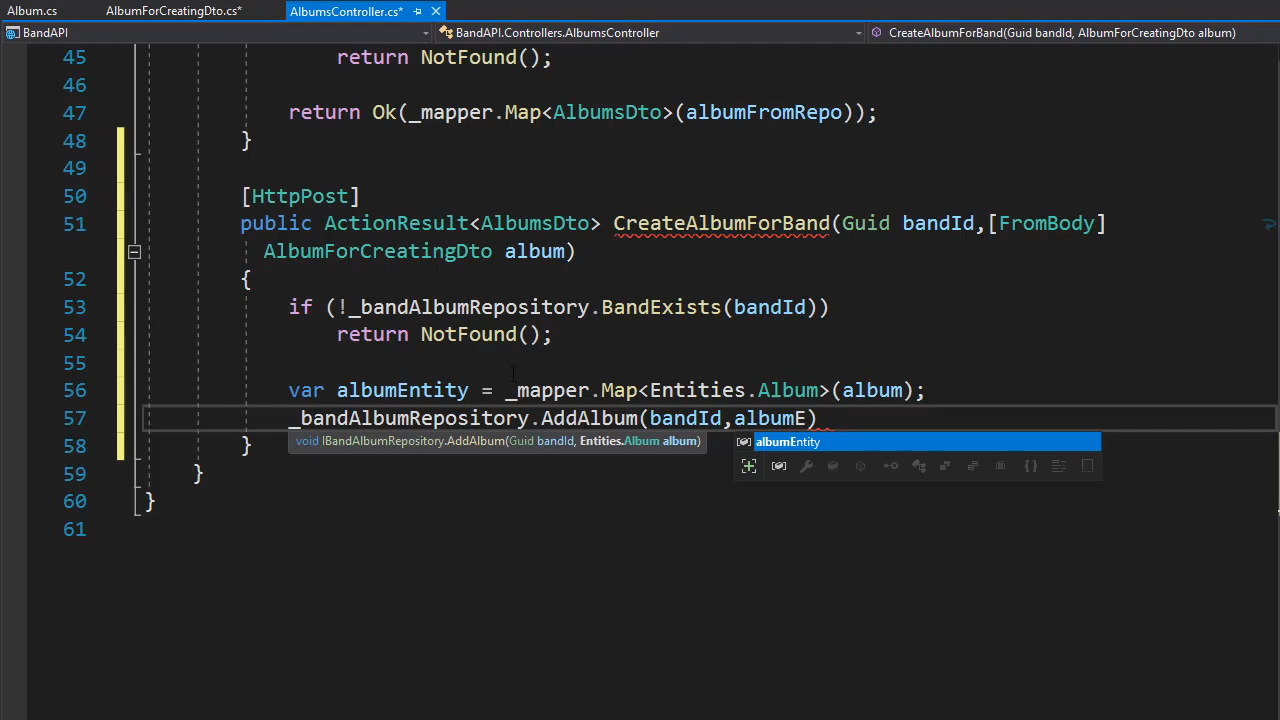 Album.cs AlbumForCreatingDto.cs* AlbumsController.cs*
BandAPI BandAPI.Controllers.AlbumsController CreateAlbumForBand(Guid bandId, AlbumForCreatingDto album)
45 return NotFound();
46
47 return Ok(_mapper.Map<AlbumsDto>(albumFromRepo));
48 }
49
50 [HttpPost]
51 public ActionResult<AlbumsDto> CreateAlbumForBand(Guid bandId,[FromBody]
AlbumForCreatingDto album)
52 {
53 if (!_bandAlbumRepository.BandExists(bandId))
54 return NotFound();
55
56 var albumEntity = _mapper.Map<Entities.Album>(album);
57 _bandAlbumRepository.AddAlbum(bandId,albumE)
void IBandAlbumRepository.AddAlbum(Guid bandId, Entities.Album album)
albumEntity
58 }
59 }
60 }
61